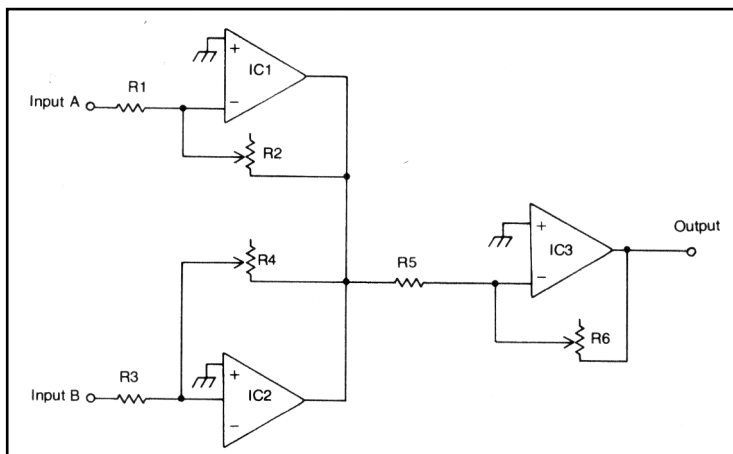 +
IC1
R1
Input A
−
R2
+
Output
IC3
R4
R5
−
R6
+
R3
IC2
Input B
−